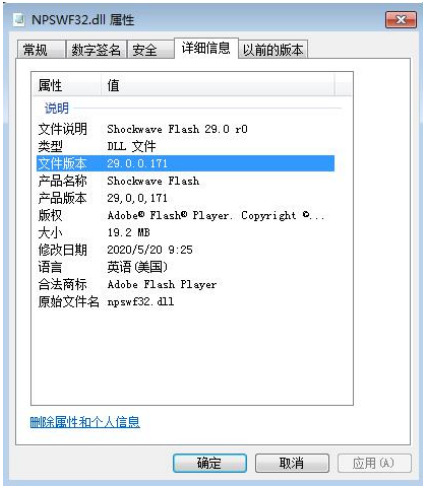 NPSWF32.dll 属性
常规 数字签名 安全 详细信息 以前的版本
属性 值
说明
文件说明 Shockwave Flash 29.0 r0
类型 DLL 文件
文件版本 29.0.0.171
产品名称 Shockwave Flash
产品版本 29,0,0,171
版权 Adobe® Flash® Player. Copyright ©...
大小 19.2 MB
修改日期 2020/5/20 9:25
语言 英语(美国)
合法商标 Adobe Flash Player
原始文件名 npswf32.dll
删除属性和个人信息
确定 取消 应用(A)